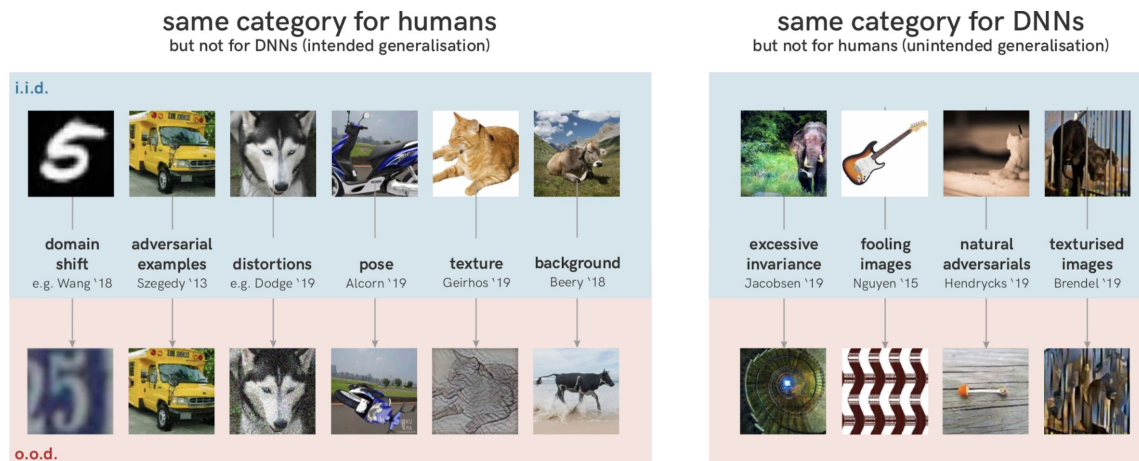 same category for humans
but not for DNNs (intended generalisation)
i.i.d.
domain
shift
e.g. Wang ‘18
adversarial
examples
Szegedy ‘13
distortions
e.g. Dodge ‘19
pose
Alcorn ‘19
texture
Geirhos ‘19
background
Beery ‘18
o.o.d.
same category for DNNs
but not for humans (unintended generalisation)
excessive
invariance
Jacobsen ‘19
fooling
images
Nguyen ‘15
natural
adversarials
Hendrycks ‘19
texturised
images
Brendel ‘19
5
5